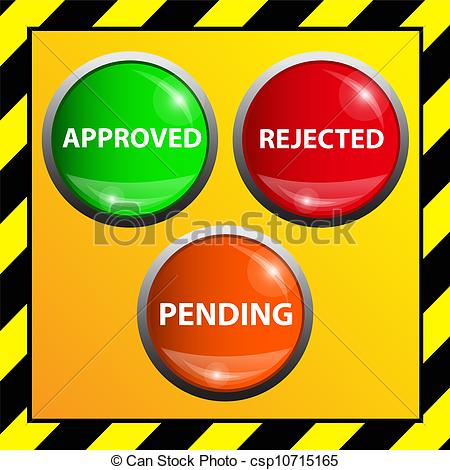 APPROVED
REJECTED
PENDING
© Can Stock Photo - csp10715165